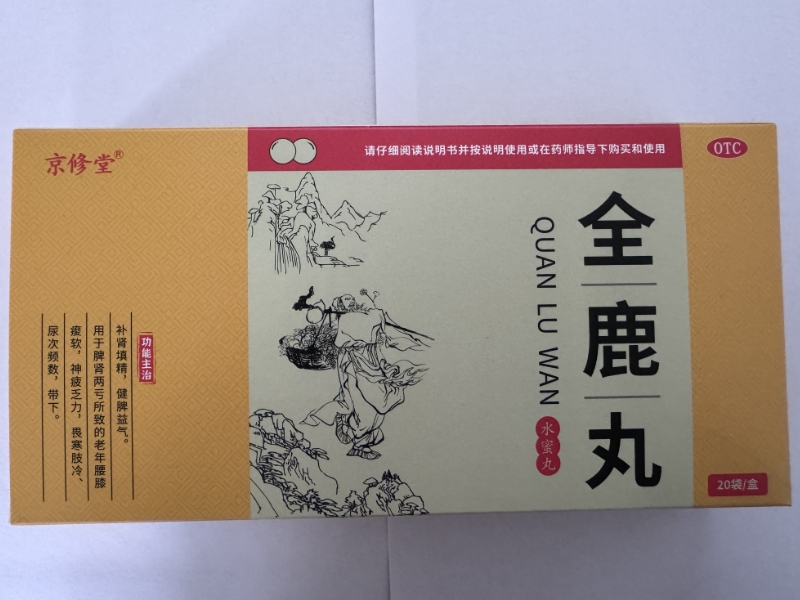 京修堂®
请仔细阅读说明书并按说明使用或在药师指导下购买和使用
OTC
全鹿丸
QUAN LU WAN
水蜜丸
功能主治
补肾填精，健脾益气。
用于脾肾两亏所致的老年腰膝
痠软，神疲乏力，畏寒肢冷、
尿次频数，带下。
20袋/盒